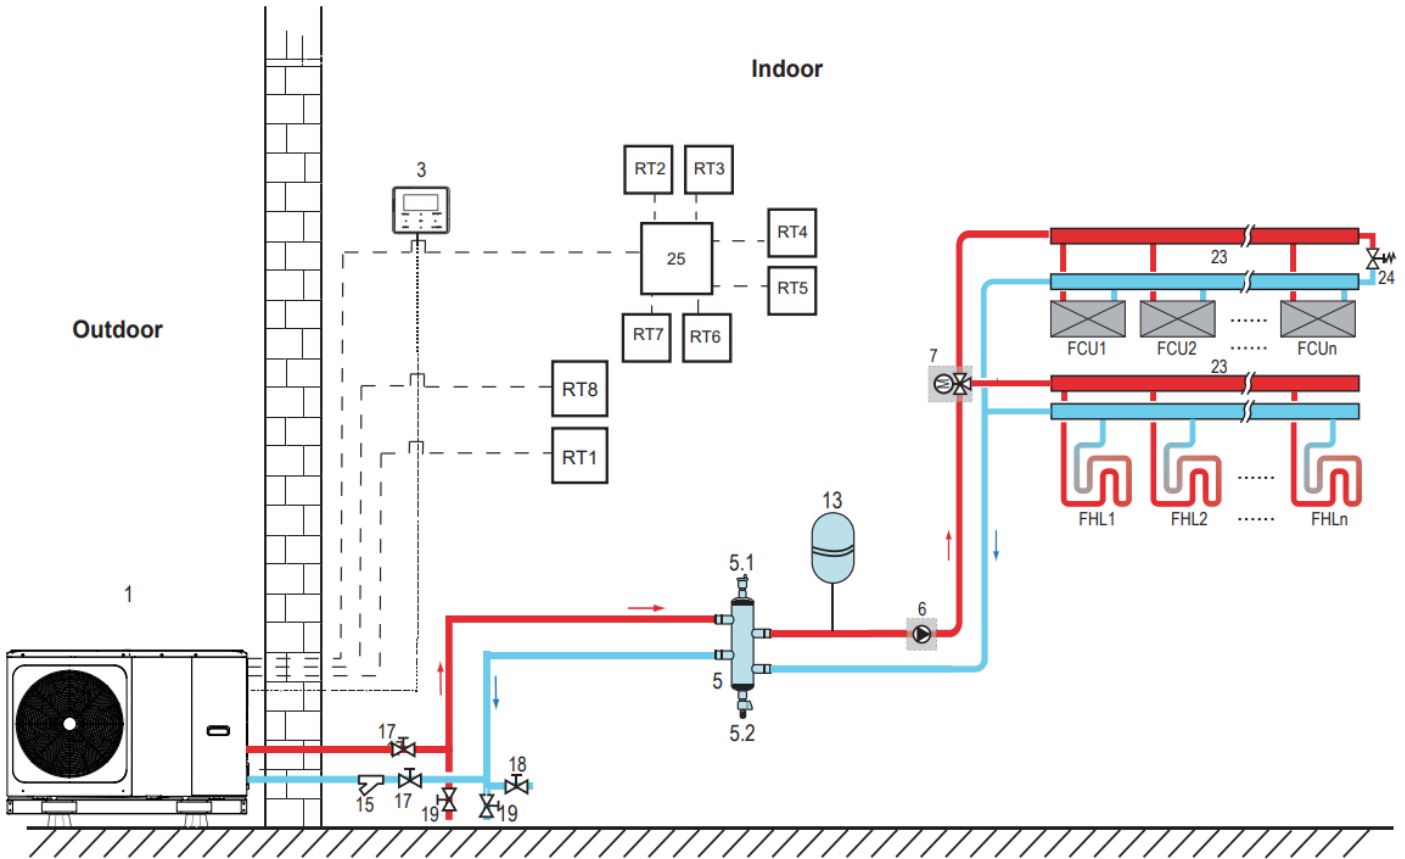 Indoor
Outdoor
3
RT2
RT3
RT4
25
RT5
RT7
RT6
RT8
RT1
23
24
FCU1
FCU2
......
......
FCUn
7
23
......
FHL1
FHL2
......
FHLn
13
5.1
6
5
5.2
1
17
18
15
17
19
19